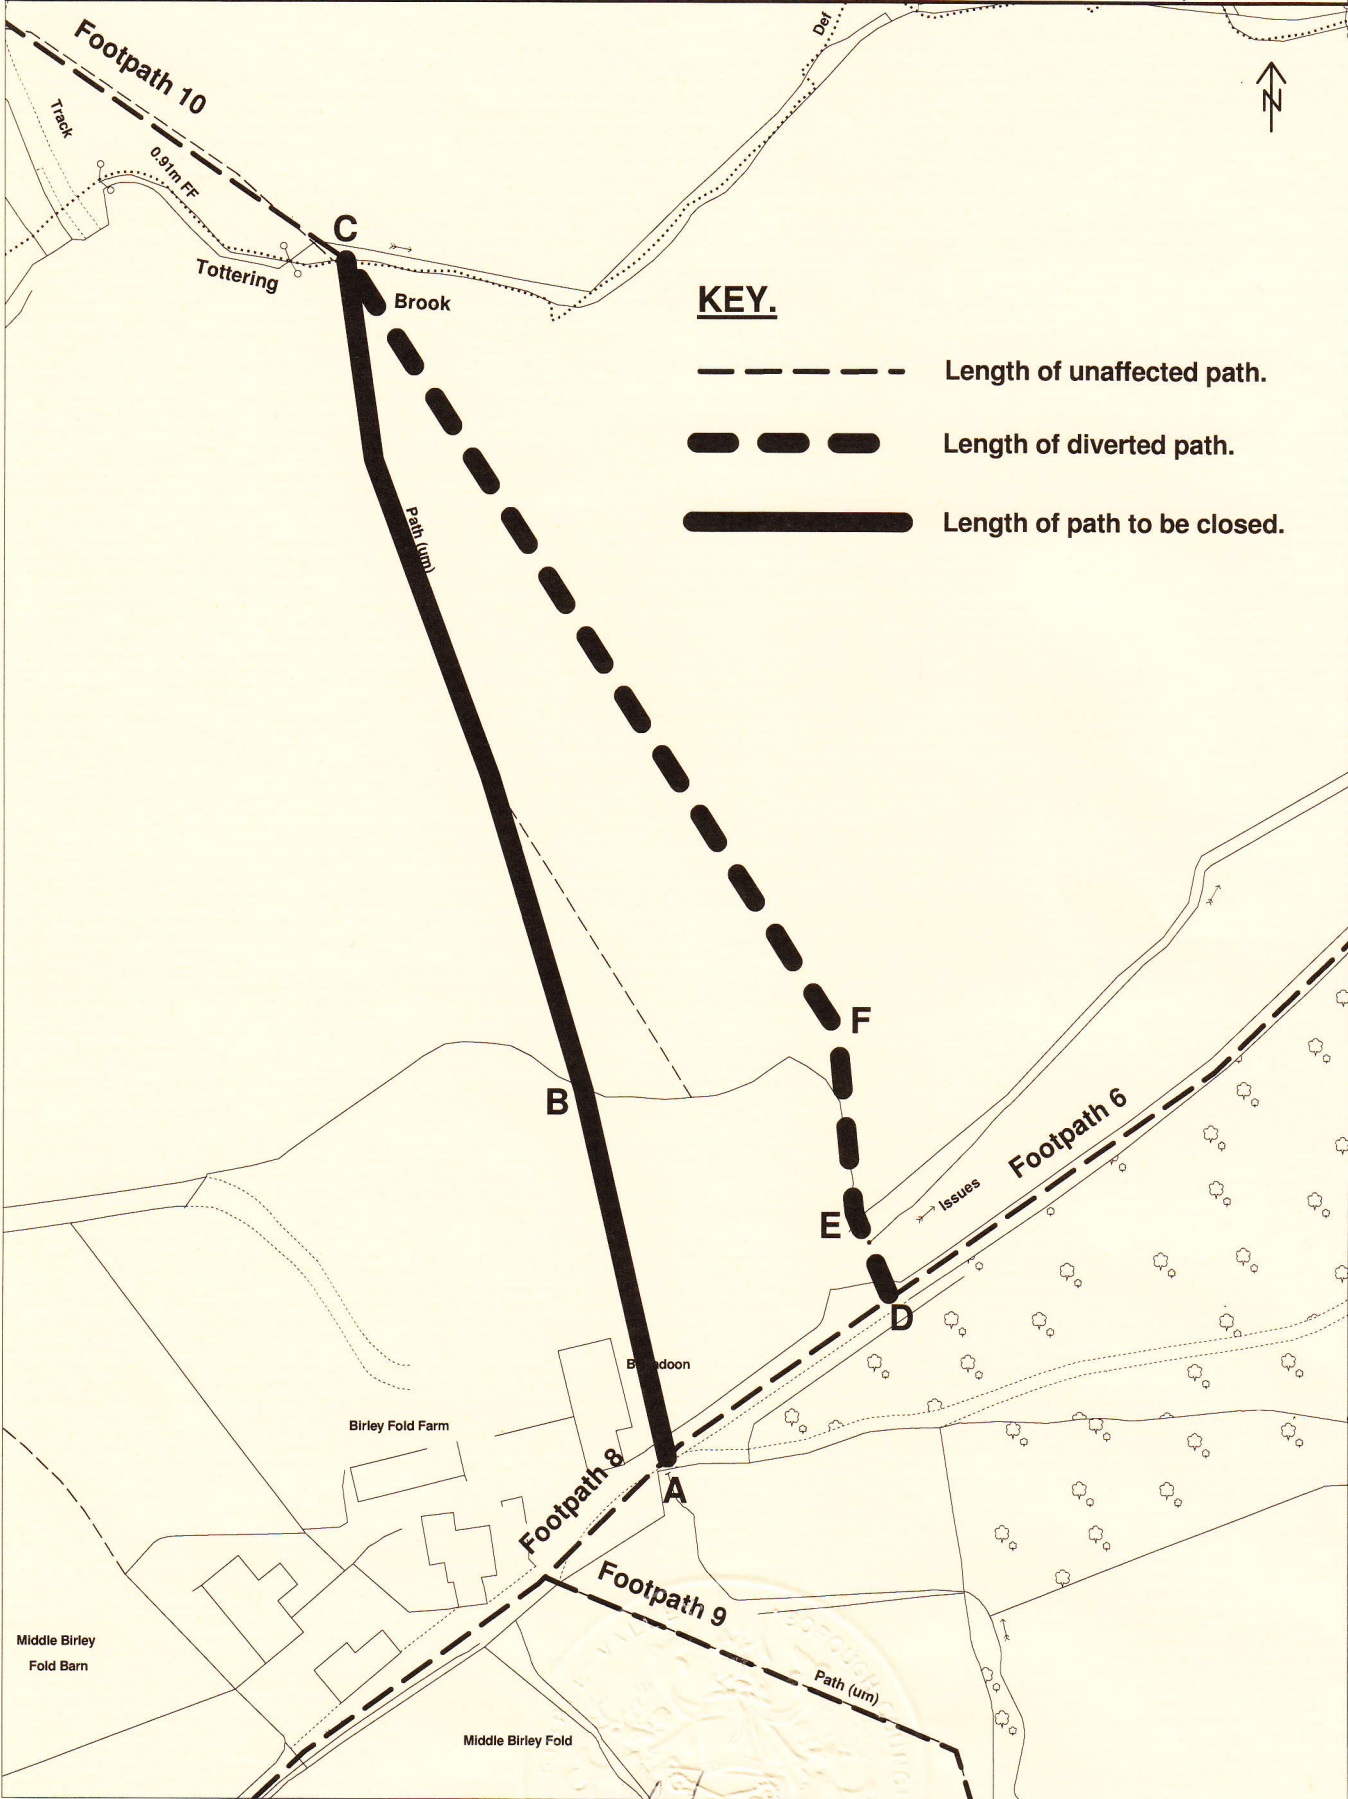 Footpath 10
Def
N
Track
0.91m FF
C
Tottering
Brook
KEY.
Length of unaffected path.
Length of diverted path.
Length of path to be closed.
Path (um)
F
B
Footpath 6
Issues
E
D
Birley Fold Farm
Footpath 8
A
Footpath 9
Middle Birley
Fold Barn
Path (um)
Middle Birley Fold
BOROUGH